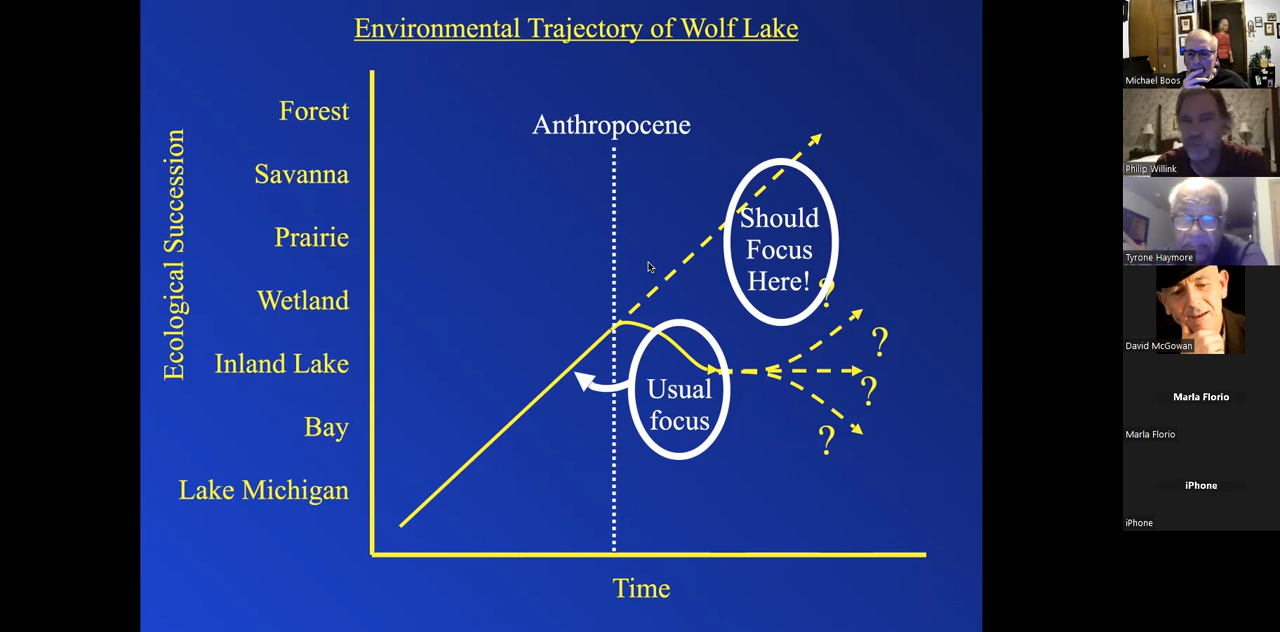 Environmental Trajectory of Wolf Lake
Ecological Succession
Forest
Savanna
Prairie
Wetland
Inland Lake
Bay
Lake Michigan
Anthropocene
Should
Focus
Here!
?
?
?
?
Usual
focus
Time
Michael Boos
Philip Willink
Tyrone Haymore
David McGowan
Marla Florio
Marla Florio
iPhone
iPhone